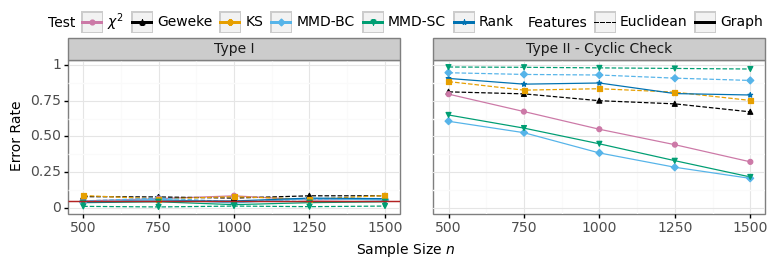 Test χ² Geweke KS MMD-BC MMD-SC Rank Features Euclidean Graph
Type I
Type II - Cyclic Check
Error Rate
1
0.75
0.50
0.25
0
500 750 1000 1250 1500
500 750 1000 1250 1500
Sample Size n